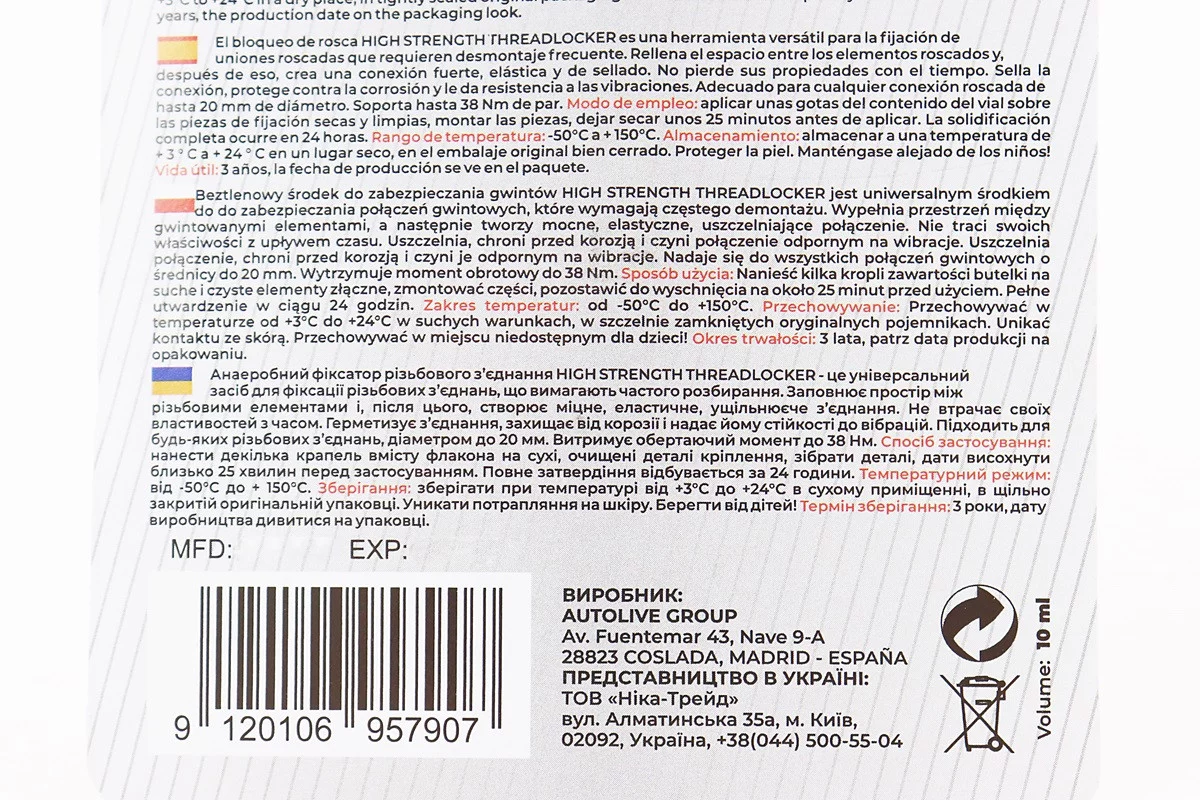 +3°C to +24°C in a dry place, in tightly sealed original
years, the production date on the packaging look.
El bloqueo de rosca HIGH STRENGTH THREADLOCKER es una herramienta versátil para la fijación de
uniones roscadas que requieren desmontaje frecuente. Rellena el espacio entre los elementos roscados y,
después de eso, crea una conexión fuerte, elástica y de sellado. No pierde sus propiedades con el tiempo. Sella la
conexión, protege contra la corrosión y le da resistencia a las vibraciones. Adecuado para cualquier conexión roscada de
hasta 20 mm de diámetro. Soporta hasta 38 Nm de par. Modo de empleo: aplicar unas gotas del contenido del vial sobre
las piezas de fijación secas y limpias, montar las piezas, dejar secar unos 25 minutos antes de aplicar. La solidificación
completa ocurre en 24 horas. Rango de temperatura: -50°C a + 150°C. Almacenamiento: almacenar a una temperatura de
+ 3 ° C a + 24 ° C en un lugar seco, en el embalaje original bien cerrado. Proteger la piel. Manténgase alejado de los niños!
Vida útil: 3 años, la fecha de producción se ve en el paquete.
Beztlenowy środek do zabezpieczania gwintów HIGH STRENGTH THREADLOCKER jest uniwersalnym środkiem
do do zabezpieczania połączeń gwintowych, które wymagają częstego demontażu. Wypełnia przestrzeń między
gwintowanymi elementami, a następnie tworzy mocne, elastyczne, uszczelniające połączenie. Nie traci swoich
właściwości z upływem czasu. Uszczelnia, chroni przed korozją i czyni połączenie odpornym na wibracje. Uszczelnia
połączenie, chroni przed korozją i czyni je odpornym na wibracje. Nadaje się do wszystkich połączeń gwintowych o
średnicy do 20 mm. Wytrzymuje moment obrotowy do 38 Nm. Sposób użycia: Nanieść kilka kropli zawartości butelki na
suche i czyste elementy złączne, zmontować części, pozostawić do wyschnięcia na około 25 minut przed użyciem. Pełne
utwardzenie w ciągu 24 godzin. Zakres temperatur: od -50°C do +150°C. Przechowywanie: Przechowywać w
temperaturze od +3°C do +24°C w suchych warunkach, w szczelnie zamkniętych oryginalnych pojemnikach. Unikać
kontaktu ze skórą. Przechowywać w miejscu niedostępnym dla dzieci! Okres trwałości: 3 lata, patrz data produkcji na
opakowaniu.
Анаеробний фіксатор різьбового з’єднання HIGH STRENGTH THREADLOCKER - це універсальний
засіб для фіксації різьбових з’єднань, що вимагають частого розбирання. Заповнює простір між
різьбовими елементами і, після цього, створює міцне, еластичне, ущільнююче з’єднання. Не втрачає своїх
властивостей з часом. Герметизує з’єднання, захищає від корозії і надає йому стійкості до вібрацій. Підходить для
будь-яких різьбових з’єднань, діаметром до 20 мм. Витримує обертаючий момент до 38 Нм. Спосіб застосування:
нанести декілька крапель вмісту флакона на сухі, очищені деталі кріплення, зібрати деталі, дати висохнути
близько 25 хвилин перед застосуванням. Повне затвердіння відбувається за 24 години. Температурний режим:
від -50°C до + 150°C. Зберігання: зберігати при температурі від +3°C до +24°C в сухому приміщенні, в щільно
закритій оригінальній упаковці. Уникати потрапляння на шкіру. Берегти від дітей! Термін зберігання: 3 роки, дату
виробництва дивитися на упаковці.
MFD: EXP:
9 120106 957907
ВИРОБНИК:
AUTOLIVE GROUP
Av. Fuentemar 43, Nave 9-A
28823 COSLADA, MADRID - ESPAÑA
ПРЕДСТАВНИЦТВО В УКРАЇНІ:
ТОВ «Ніка-Трейд»
вул. Алматинська 35а, м. Київ,
02092, Україна, +38(044) 500-55-04
Volume: 10 ml